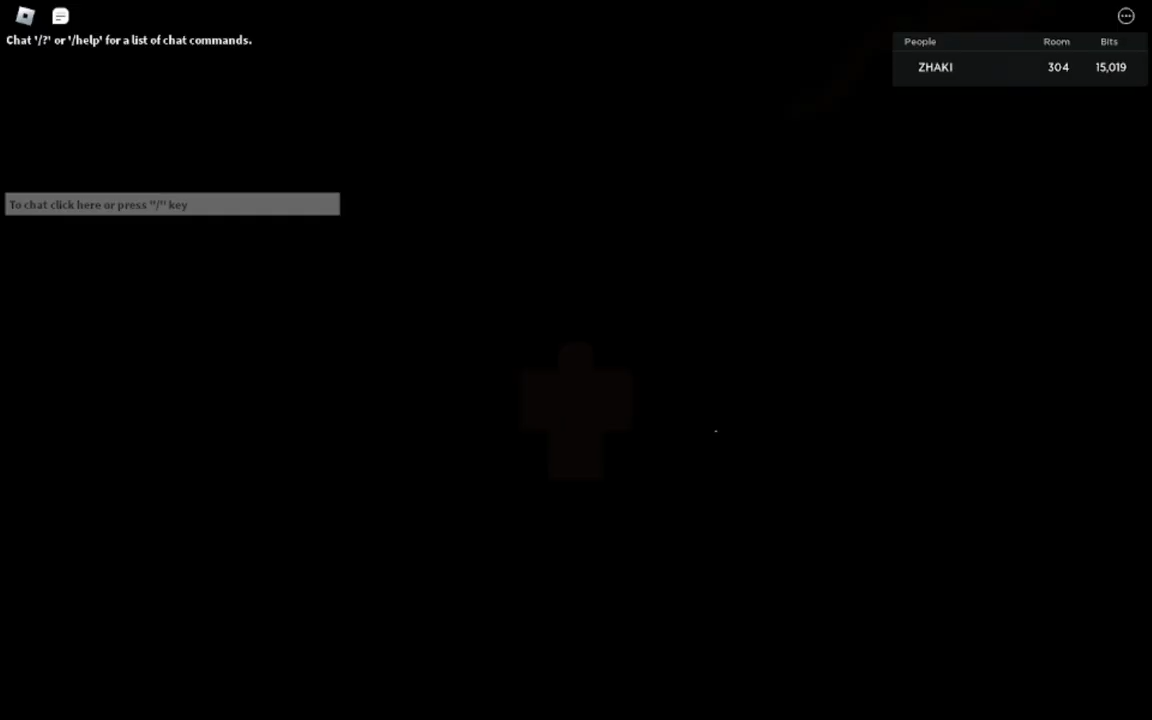 Chat '/?' or '/help' for a list of chat commands.
People Room Bits
ZHAKI 304 15,019
To chat click here or press "/" key